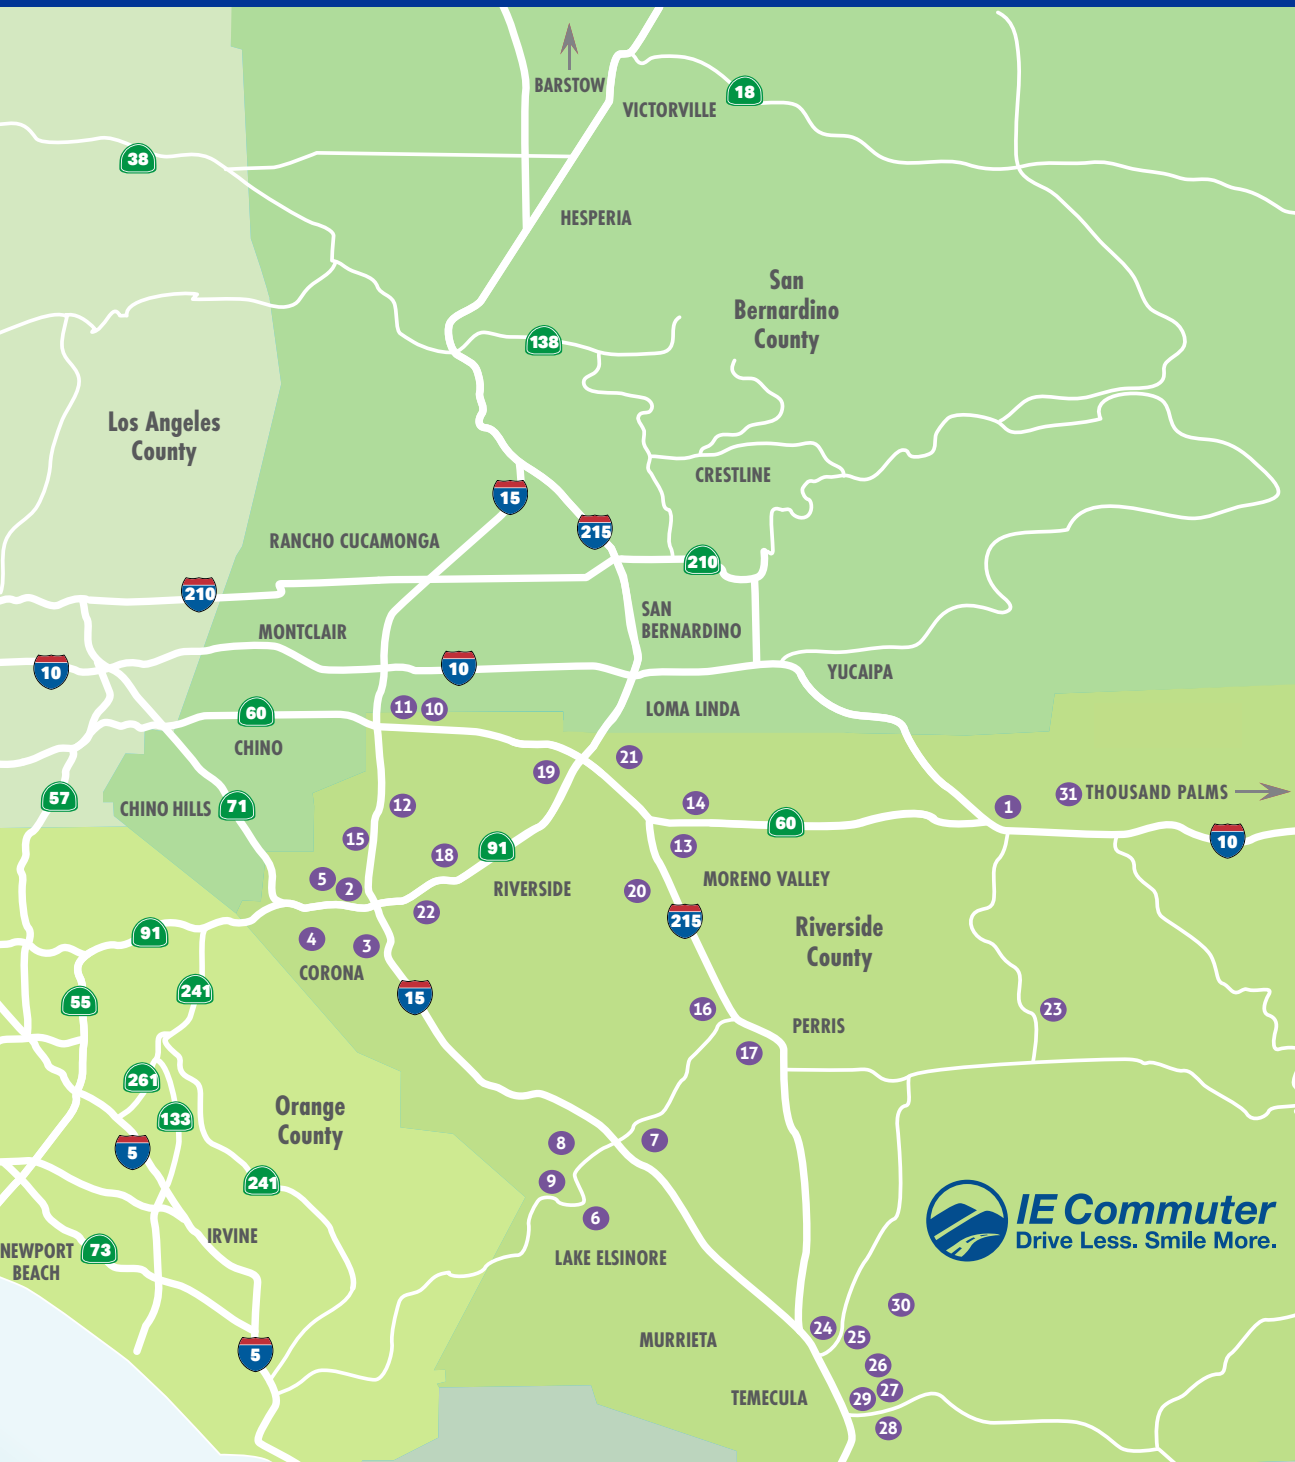 BARSTOW
18
VICTORVILLE
38
HESPERIA
San
Bernardino
County
138
Los Angeles
County
CRESTLINE
15
215
RANCHO CUCAMONGA
210
210
SAN
BERNARDINO
MONTCLAIR
10
10
YUCAIPA
60
11
10
LOMA LINDA
CHINO
21
19
31 THOUSAND PALMS
57
CHINO HILLS
71
12
14
1
60
10
15
18
91
13
5
2
RIVERSIDE
20
MORENO VALLEY
22
215
Riverside
County
91
4
3
CORONA
55
241
15
16
23
PERRIS
17
261
133
Orange
County
5
8
7
241
9
6
IE Commuter
Drive Less. Smile More.
IRVINE
NEWPORT
BEACH
73
LAKE ELSINORE
30
24
25
MURRIETA
5
26
27
29
TEMECULA
28